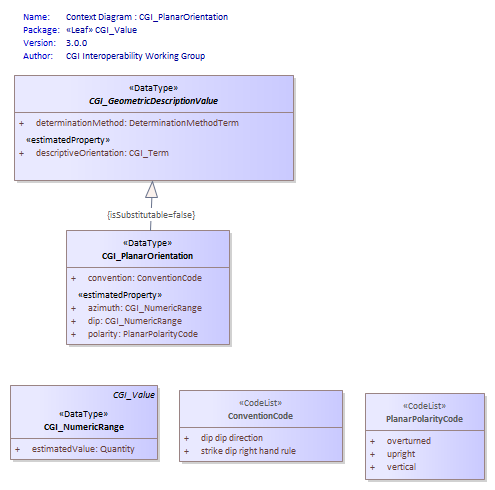 Name: Context Diagram : CGI_PlanarOrientation
Package: «Leaf» CGI_Value
Version: 3.0.0
Author: CGI Interoperability Working Group
«DataType»
CGI_GeometricDescriptionValue
+ determinationMethod: DeterminationMethodTerm
«estimatedProperty»
+ descriptiveOrientation: CGI_Term
{isSubstitutable=false}
«DataType»
CGI_PlanarOrientation
+ convention: ConventionCode
«estimatedProperty»
+ azimuth: CGI_NumericRange
+ dip: CGI_NumericRange
+ polarity: PlanarPolarityCode
CGI_Value
«DataType»
CGI_NumericRange
+ estimatedValue: Quantity
«CodeList»
ConventionCode
+ dip dip direction
+ strike dip right hand rule
«CodeList»
PlanarPolarityCode
+ overturned
+ upright
+ vertical